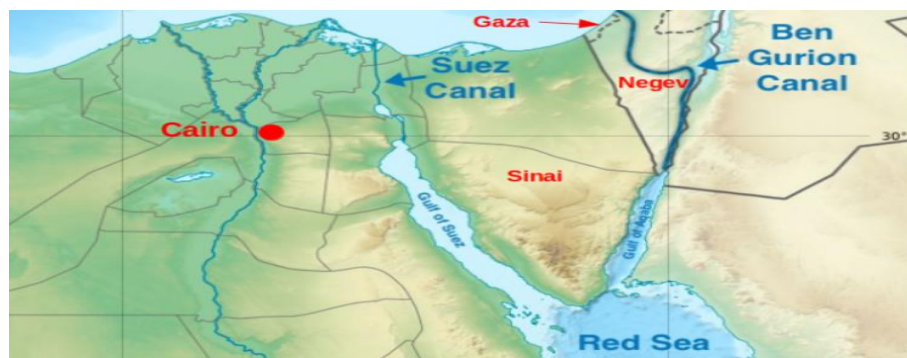 Gaza
Ben
Gurion
Canal
Suez
Canal
Negev
Cairo
30°
Sinai
Gulf of Suez
Gulf of Aqaba
Red Sea